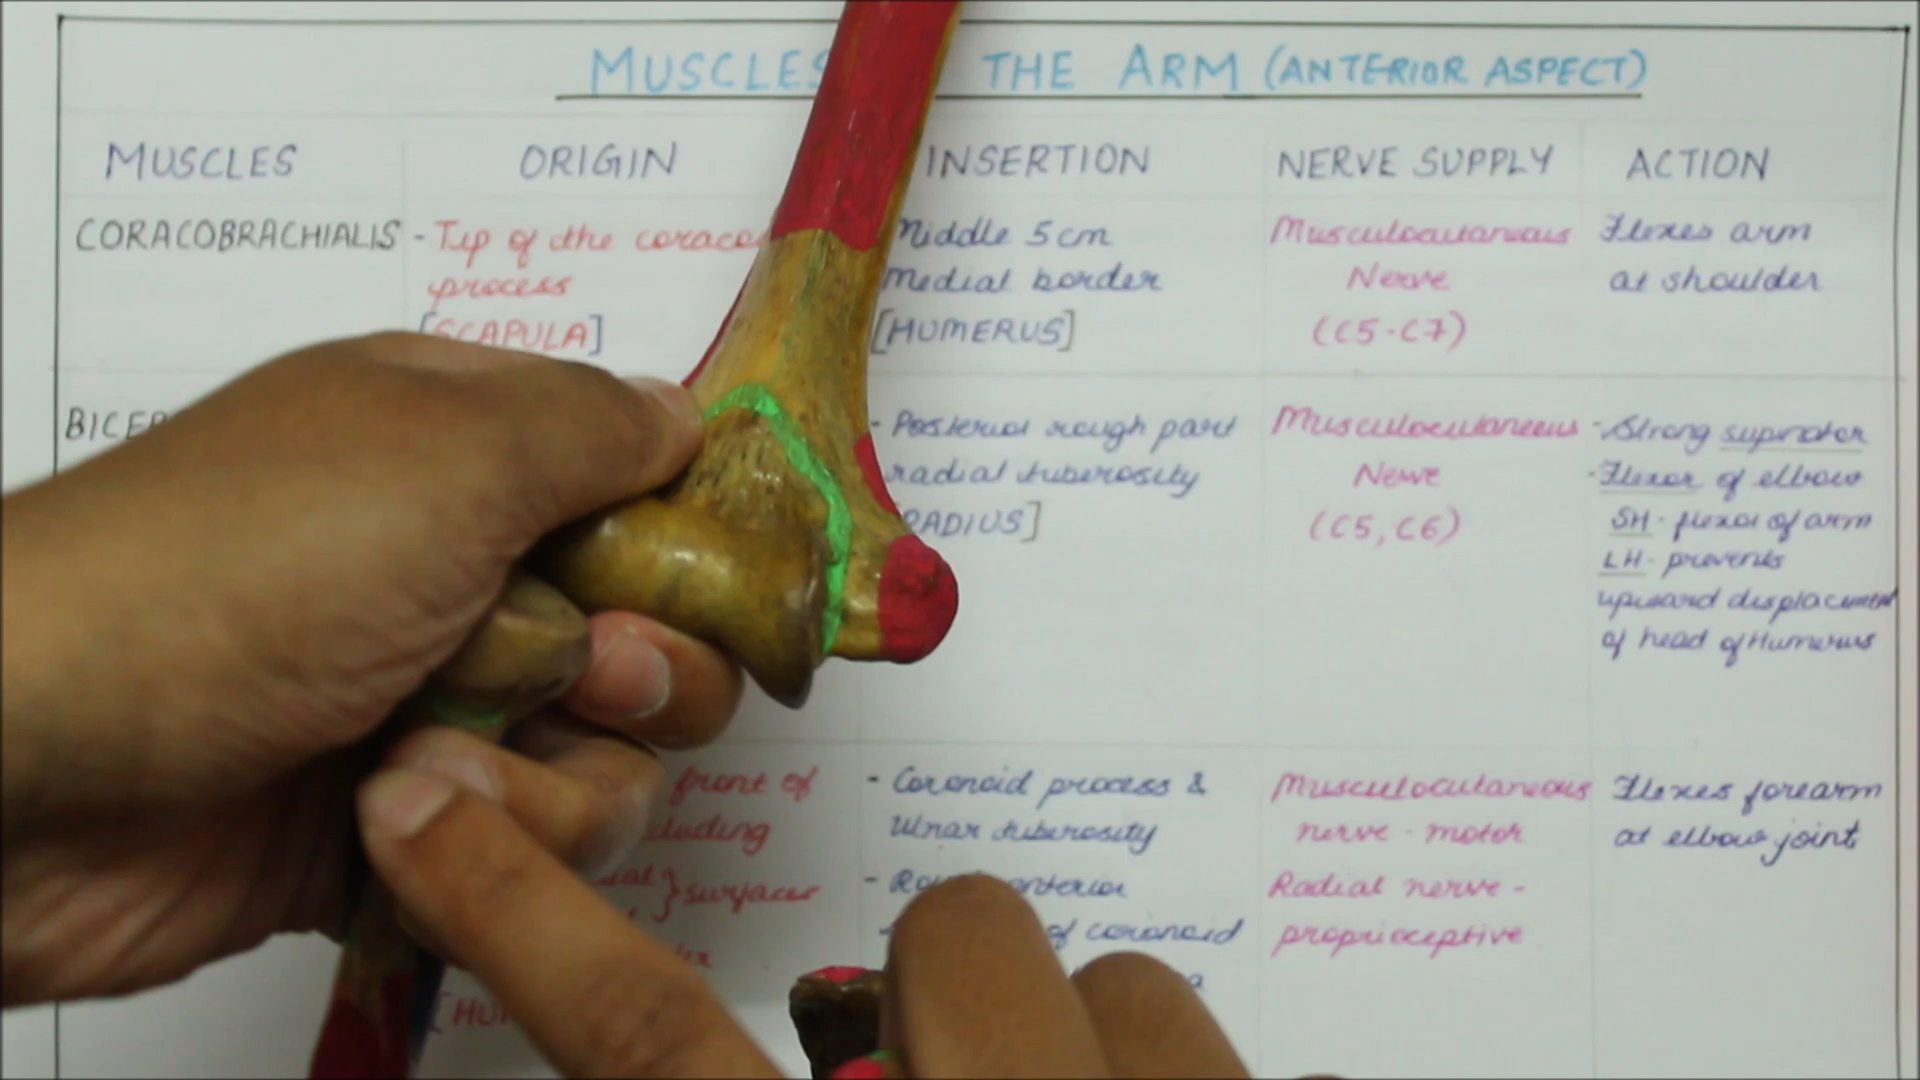 MUSCLES THE ARM (ANTERIOR ASPECT)
MUSCLES ORIGIN INSERTION NERVE SUPPLY ACTION
CORACOBRACHIALIS
- Tip of the
process
[SCAPULA]
Middle 5cm
Medial border
[HUMERUS]
Musculocutaneous
Nerve
(C5-C7)
Flexes arm
at shoulder
- Posterior rough part
radial tuberosity
RADIUS]
Musculocutaneous
Nerve
(C5, C6)
- Strong supinator
- Flexor of elbow
SH - flexor of arm
LH - prevents
upward displacement
of head of Humerus
front of
surfaces
- Coronoid process &
Ulnar tuberosity
-
of coronoid
Musculocutaneous
nerve - motor
Radial nerve -
proprioceptive
Flexes forearm
at elbow joint